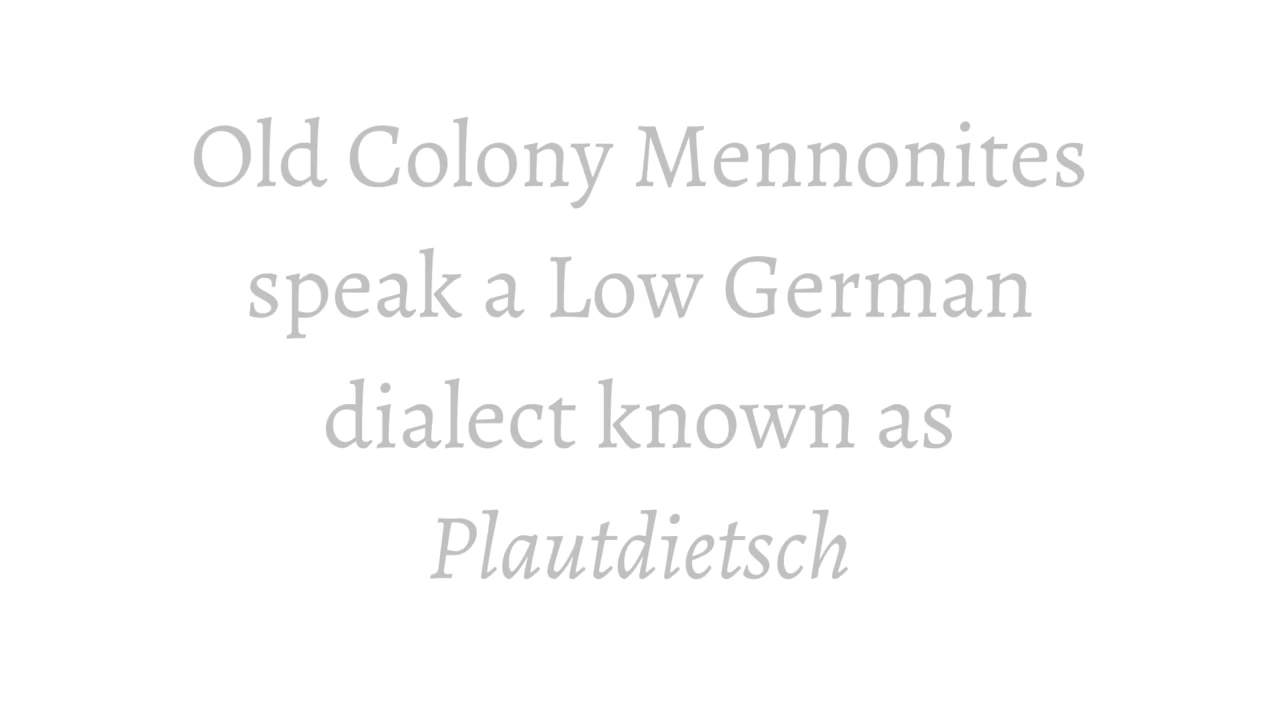 Old Colony Mennonites
speak a Low German
dialect known as
Plautdietsch